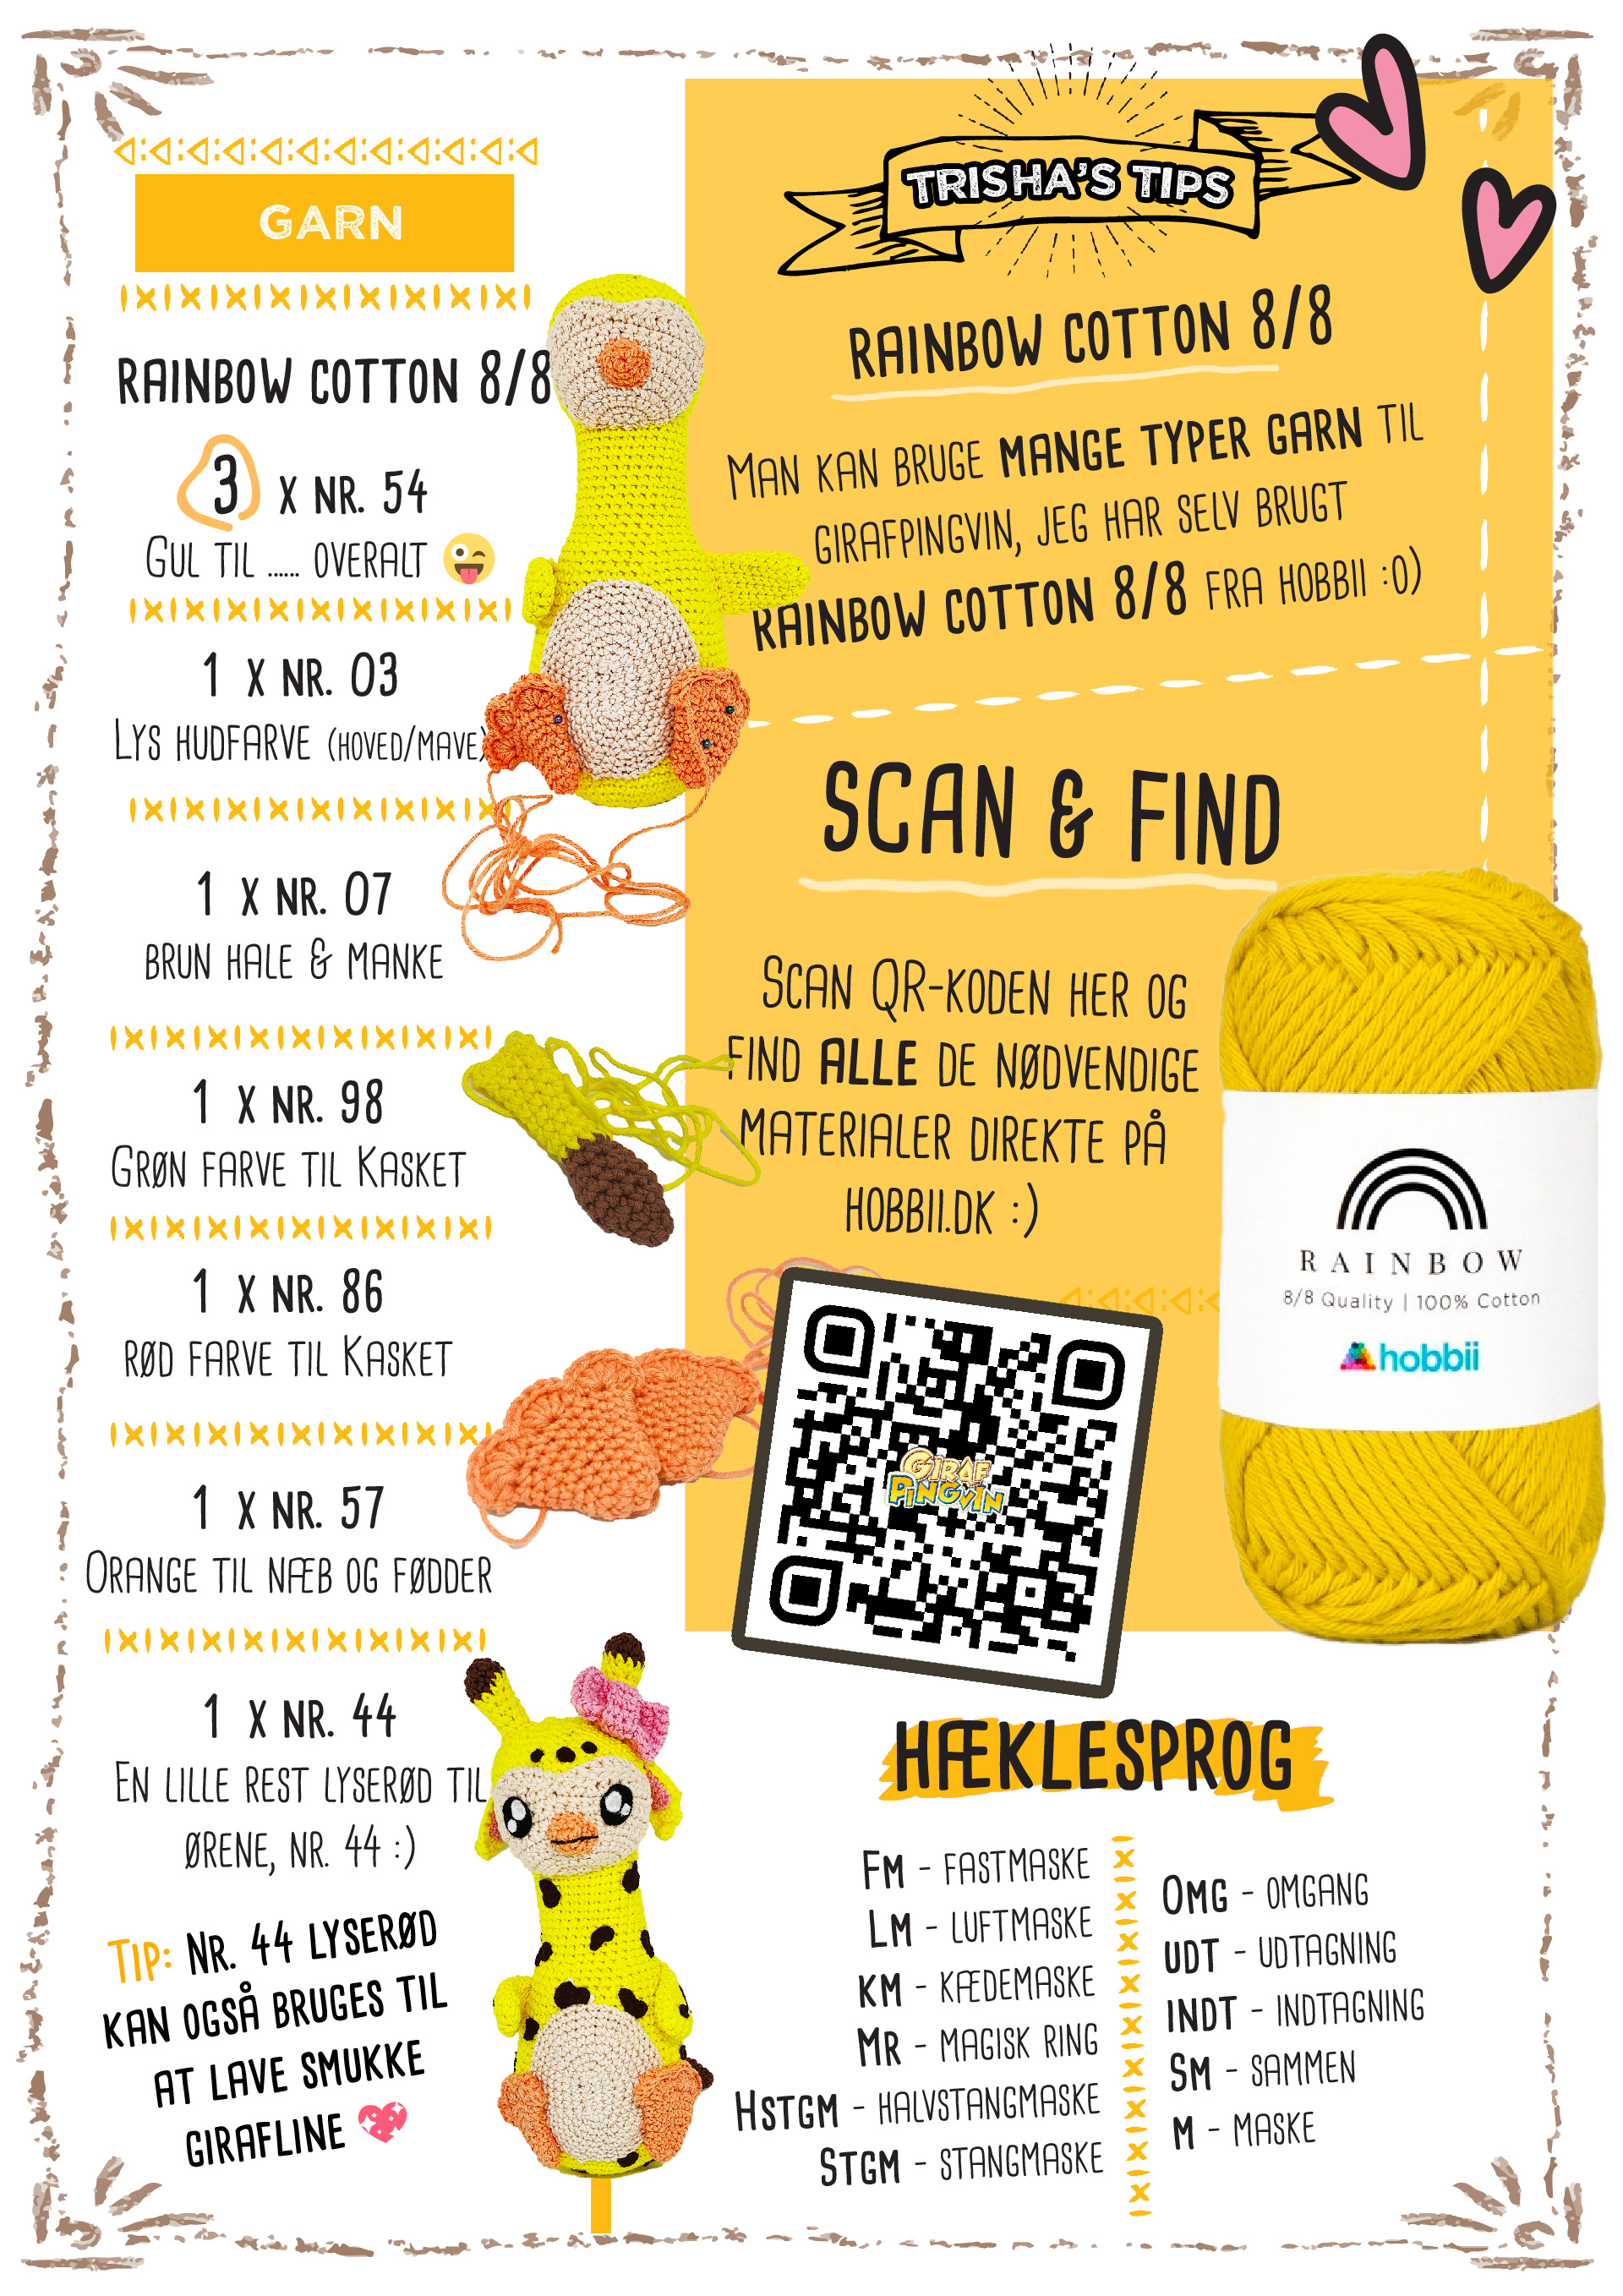 GARN
RAINBOW COTTON 8/8
3 X NR. 54
GUL TIL ...... OVERALT
1 X NR. 03
LYS HUDFARVE (HOVED/MAVE)
1 X NR. 07
BRUN HALE & MANKE
1 X NR. 98
GRØN FARVE TIL KASKET
1 X NR. 86
RØD FARVE TIL KASKET
1 X NR. 57
ORANGE TIL NÆB OG FØDDER
1 X NR. 44
EN LILLE REST LYSERØD TIL
ØRENE, NR. 44 :)
TIP: NR. 44 LYSERØD
KAN OGSÅ BRUGES TIL
AT LAVE SMUKKE
GIRAFLINE
TRISHA'S TIPS
RAINBOW COTTON 8/8
MAN KAN BRUGE MANGE TYPER GARN TIL
GIRAFPINGVIN, JEG HAR SELV BRUGT
RAINBOW COTTON 8/8 FRA HOBBII :O)
SCAN & FIND
SCAN QR-KODEN HER OG
FIND ALLE DE NØDVENDIGE
MATERIALER DIREKTE PÅ
HOBBII.DK :)
GIRAF
PINGVIN
RAINBOW
8/8 Quality | 100% Cotton
hobbii
HÆKLESPROG
FM - FASTMASKE
LM - LUFTMASKE
KM - KÆDEMASKE
MR - MAGISK RING
HSTGM - HALVSTANGMASKE
STGM - STANGMASKE
OMG - OMGANG
UDT - UDTAGNING
INDT - INDTAGNING
SM - SAMMEN
M - MASKE